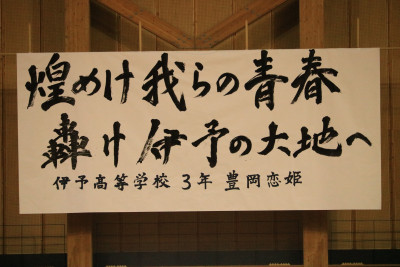 煌めけ我らの青春
轟け伊予の大地へ
伊予高等学校 3年 豊岡恋姫